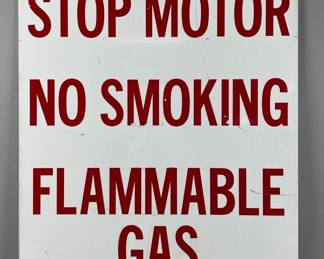 STOP MOTOR
NO SMOKING
FLAMMABLE
GAS